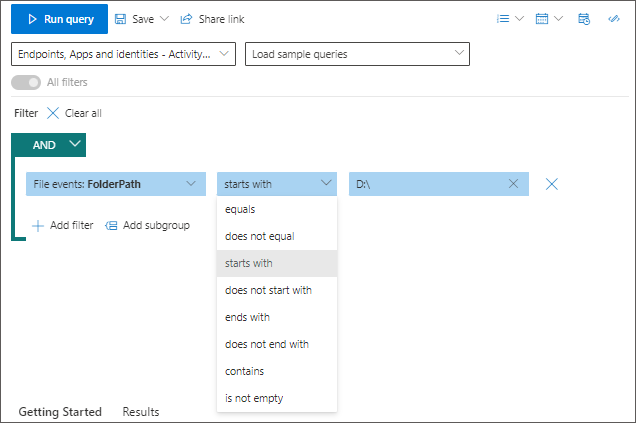 Run query Save Share link
Endpoints, Apps and identities - Activity... Load sample queries
All filters
Filter Clear all
AND
File events: FolderPath starts with D:\
equals
Add filter Add subgroup
does not equal
starts with
does not start with
ends with
does not end with
contains
is not empty
Getting Started Results